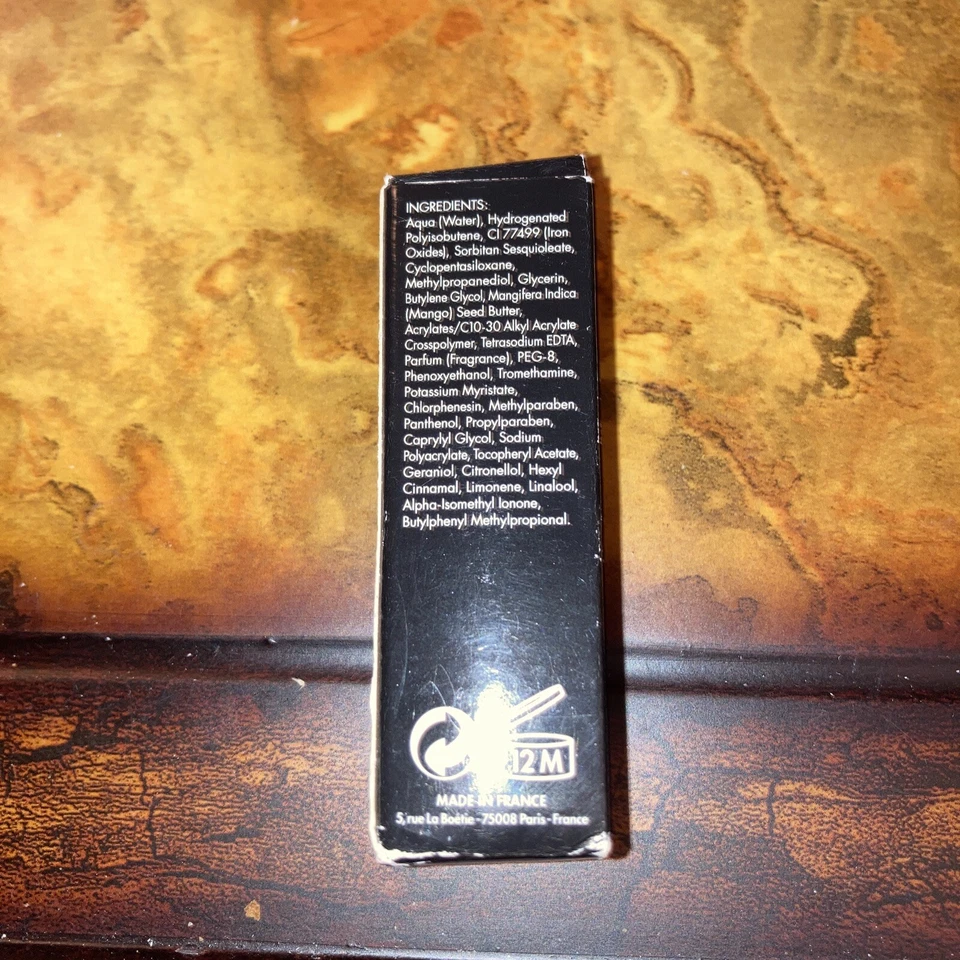 INGREDIENTS:
Aqua (Water), Hydrogenated
Polyisobutene, CI 77499 (Iron
Oxides), Sorbitan Sesquioleate,
Cyclopentasiloxane,
Methylpropanediol, Glycerin,
Butylene Glycol, Mangifera Indica
(Mango) Seed Butter,
Acrylates/C10-30 Alkyl Acrylate
Crosspolymer, Tetrasodium EDTA,
Parfum (Fragrance), PEG-8,
Phenoxyethanol, Tromethamine,
Potassium Myristate,
Chlorphenesin, Methylparaben,
Panthenol, Propylparaben,
Caprylyl Glycol, Sodium
Polyacrylate, Tocopheryl Acetate,
Geraniol, Citronellol, Hexyl
Cinnamal, Limonene, Linalool,
Alpha-Isomethyl Ionone,
Butylphenyl Methylpropional.
12 M
MADE IN FRANCE
5, rue La Boétie - 75008 Paris - France